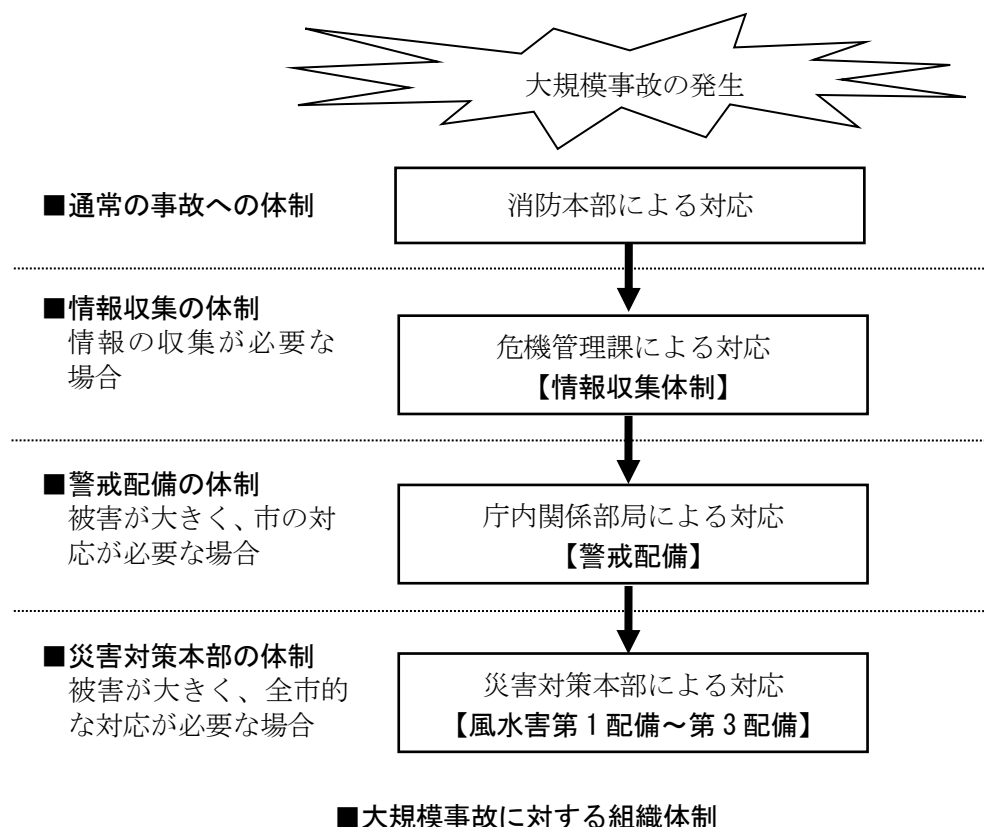 大規模事故の発生
■通常の事故への体制
消防本部による対応
■情報収集の体制
情報の収集が必要な
場合
危機管理課による対応
【情報収集体制】
■警戒配備の体制
被害が大きく、市の対
応が必要な場合
庁内関係部局による対応
【警戒配備】
■災害対策本部の体制
被害が大きく、全市的
な対応が必要な場合
災害対策本部による対応
【風水害第1配備～第3配備】
■大規模事故に対する組織体制